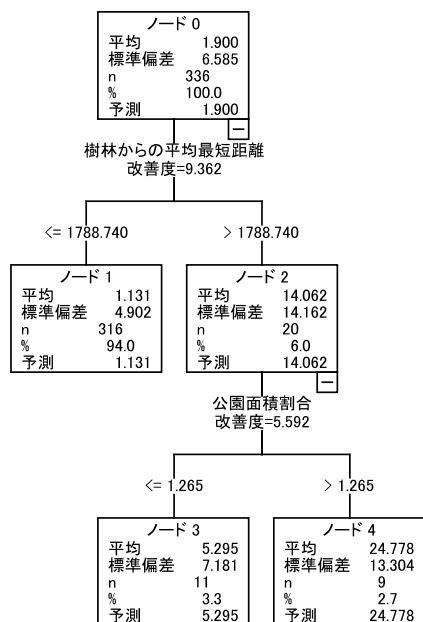 ノード 0
平均 1.900
標準偏差 6.585
n 336
% 100.0
予測 1.900
樹林からの平均最短距離
改善度=9.362
<= 1788.740
> 1788.740
ノード 1
平均 1.131
標準偏差 4.902
n 316
% 94.0
予測 1.131
ノード 2
平均 14.062
標準偏差 14.162
n 20
% 6.0
予測 14.062
公園面積割合
改善度=5.592
<= 1.265
> 1.265
ノード 3
平均 5.295
標準偏差 7.181
n 11
% 3.3
予測 5.295
ノード 4
平均 24.778
標準偏差 13.304
n 9
% 2.7
予測 24.778